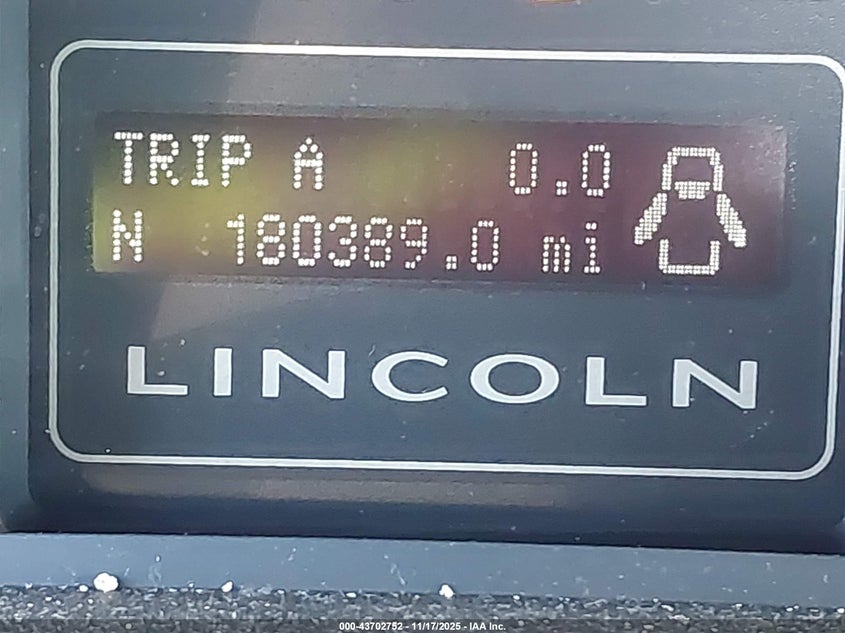 TRIP A 0.0
N 180389.0 mi
LINCOLN
000-43702752 - 11/17/2025 - IAA Inc.